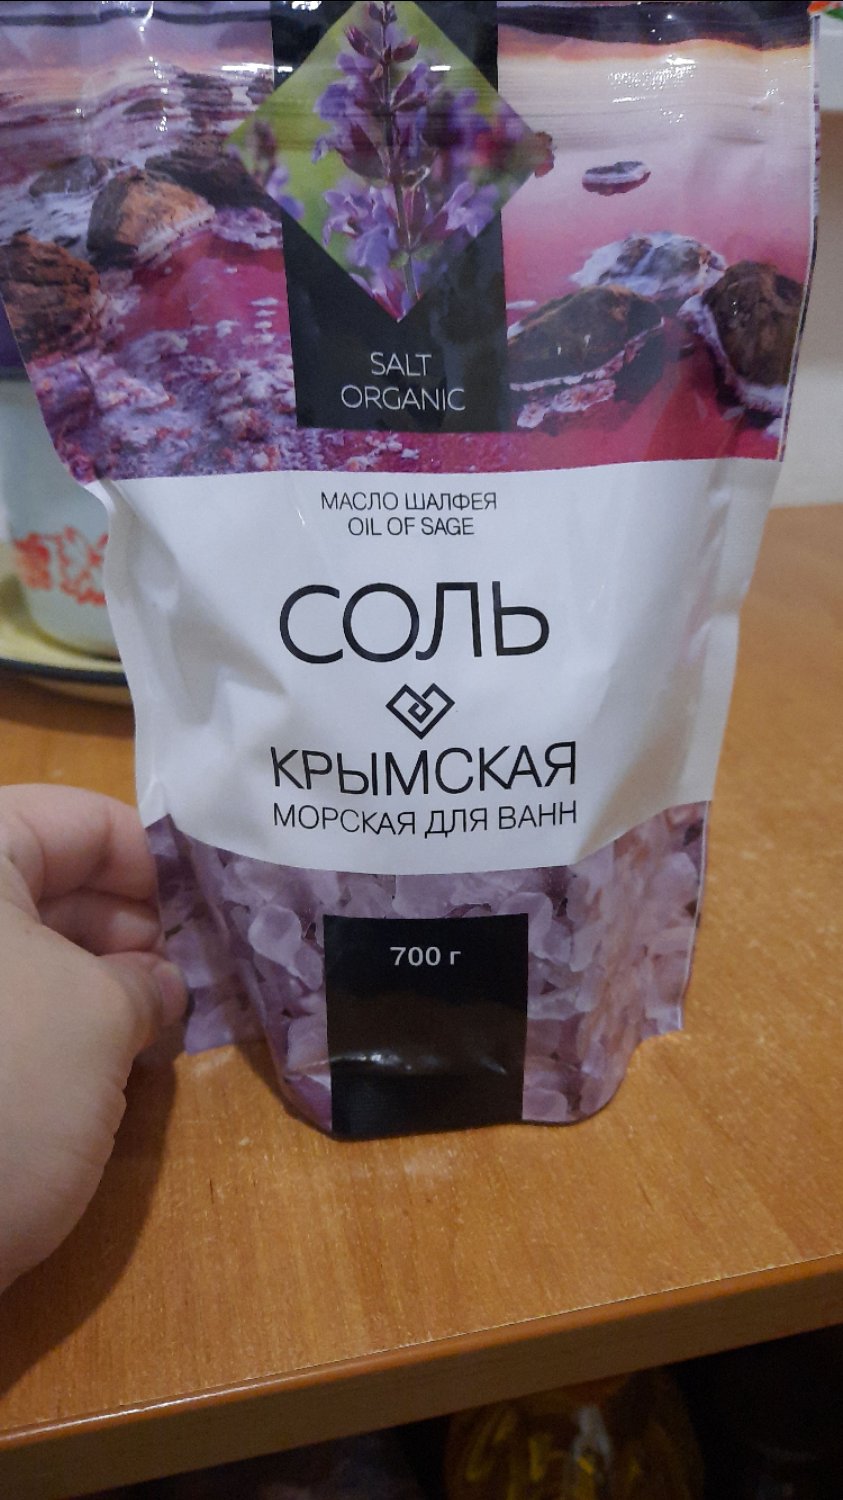 SALT
ORGANIC
МАСЛО ШАЛФЕЯ
OIL OF SAGE
СОЛЬ
КРЫМСКАЯ
МОРСКАЯ ДЛЯ ВАНН
700 г